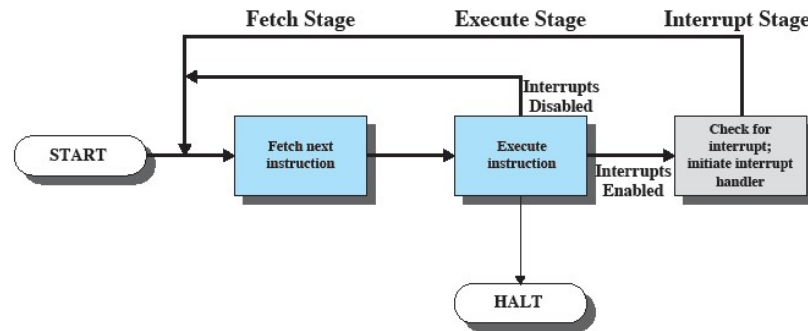 Fetch Stage
Execute Stage
Interrupt Stage
Interrupts
Disabled
START
Fetch next
instruction
Execute
instruction
Interrupts
Enabled
Check for
interrupt;
initiate interrupt
handler
HALT